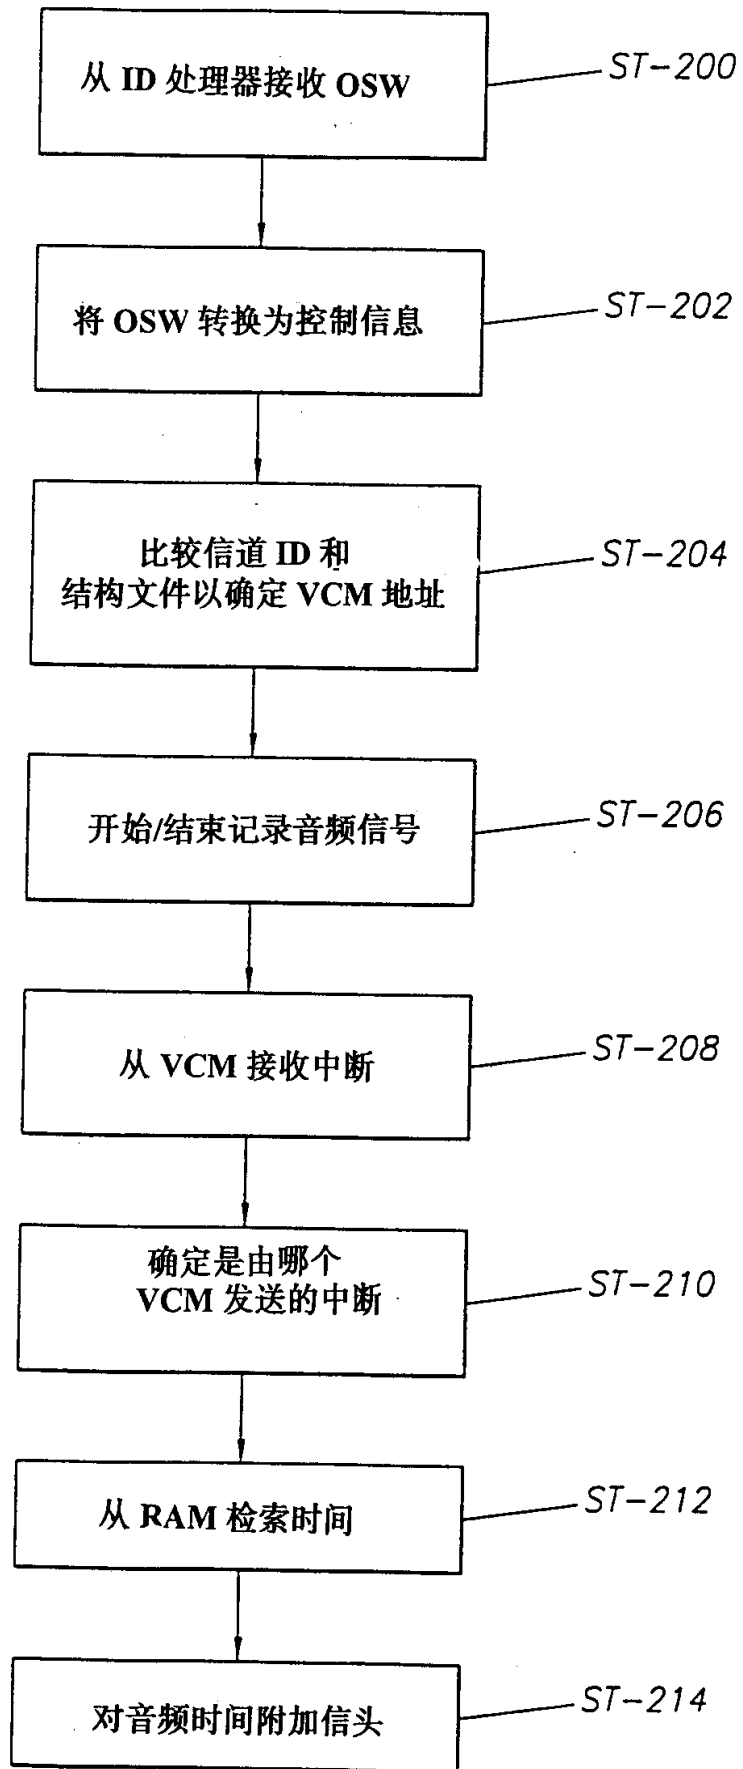 从 ID 处理器接收 OSW
ST-200
将 OSW 转换为控制信息
ST-202
比较信道 ID 和
结构文件以确定 VCM 地址
ST-204
开始/结束记录音频信号
ST-206
从 VCM 接收中断
ST-208
确定是由哪个
VCM 发送的中断
ST-210
从 RAM 检索时间
ST-212
对音频时间附加信头
ST-214